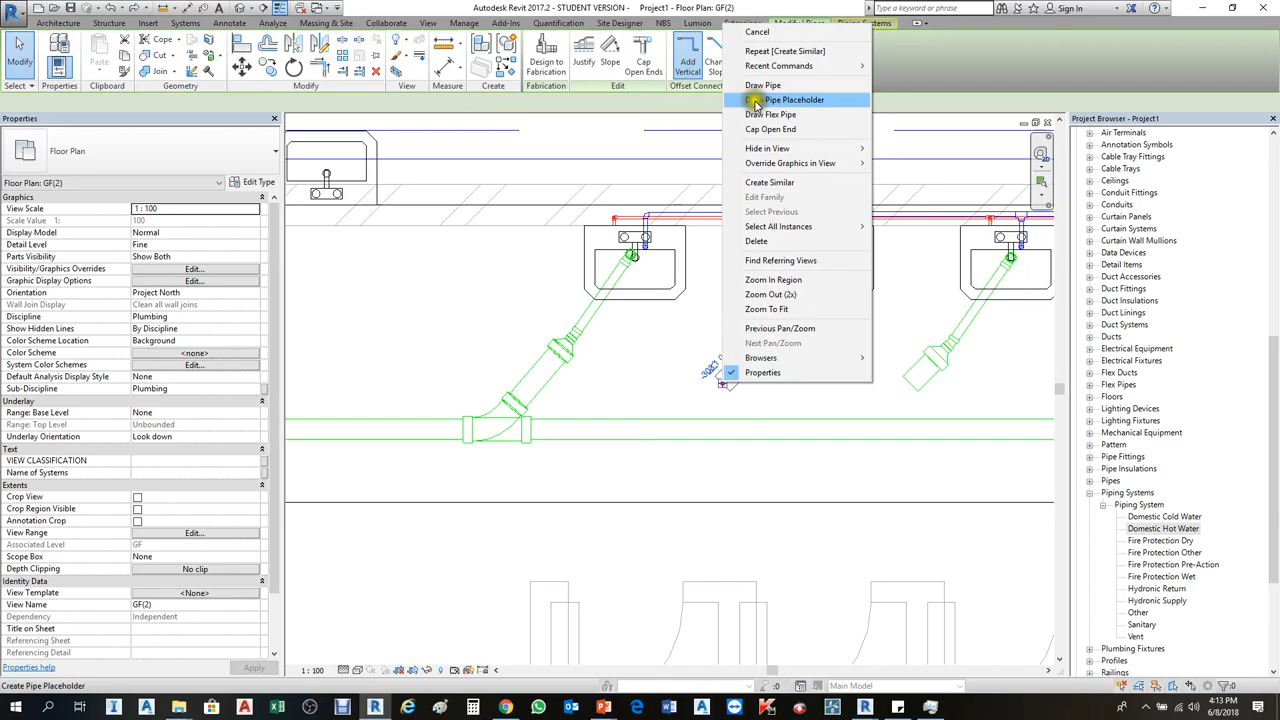 Autodesk Revit 2017.2 - STUDENT VERSION - Project1 - Floor Plan: GF(2)
Type a keyword or phrase
Sign In
Architecture Structure Insert Systems Annotate Analyze Massing & Site Collaborate View Manage Add-Ins Quantification Site Designer NBS Lumion Extensions Modify | Pipes Piping Systems
Modify
Paste
Cope
Cut
Join
Design to Fabrication
Justify
Slope
Cap Open Ends
Add Vertical
Select Properties Clipboard Geometry Modify View Measure Create Fabrication Edit Offset Connec
Properties
Floor Plan
Floor Plan: GF(2) Edit Type
Graphics
View Scale 1 : 100
Scale Value 1: 100
Display Model Normal
Detail Level Fine
Parts Visibility Show Both
Visibility/Graphics Overrides Edit...
Graphic Display Options Edit...
Orientation Project North
Wall Join Display Clean all wall joins
Discipline Plumbing
Show Hidden Lines By Discipline
Color Scheme Location Background
Color Scheme <none>
System Color Schemes Edit...
Default Analysis Display Style None
Sub-Discipline Plumbing
Underlay
Range: Base Level None
Range: Top Level Unbounded
Underlay Orientation Look down
Text
VIEW CLASSIFICATION
Name of Systems
Extents
Crop View
Crop Region Visible
Annotation Crop
View Range Edit...
Associated Level GF
Scope Box None
Depth Clipping No clip
Identity Data
View Template <None>
View Name GF(2)
Dependency Independent
Title on Sheet
Referencing Sheet
Referencing Detail
Properties help Apply
Cancel
Repeat [Create Similar]
Recent Commands
Draw Pipe
Pipe Placeholder
Draw Flex Pipe
Cap Open End
Hide in View
Override Graphics in View
Create Similar
Edit Family
Select Previous
Select All Instances
Delete
Find Referring Views
Zoom In Region
Zoom Out (2x)
Zoom To Fit
Previous Pan/Zoom
Next Pan/Zoom
Browsers
Properties
Project Browser - Project1
Air Terminals
Annotation Symbols
Cable Tray Fittings
Cable Trays
Ceilings
Conduit Fittings
Conduits
Curtain Panels
Curtain Systems
Curtain Wall Mullions
Data Devices
Detail Items
Duct Accessories
Duct Fittings
Duct Linings
Duct Systems
Ducts
Electrical Equipment
Electrical Fixtures
Flex Ducts
Flex Pipes
Floors
Lighting Devices
Lighting Fixtures
Mechanical Equipment
Pattern
Pipe Fittings
Pipe Insulations
Pipes
Piping Systems
Piping System
Domestic Cold Water
Domestic Hot Water
Fire Protection Dry
Fire Protection Other
Fire Protection Pre-Action
Fire Protection Wet
Hydronic Return
Hydronic Supply
Other
Sanitary
Vent
Plumbing Fixtures
Profiles
Railings
1 : 100
Create Pipe Placeholder :0 Main Model :0
4:13 PM
6/8/2018